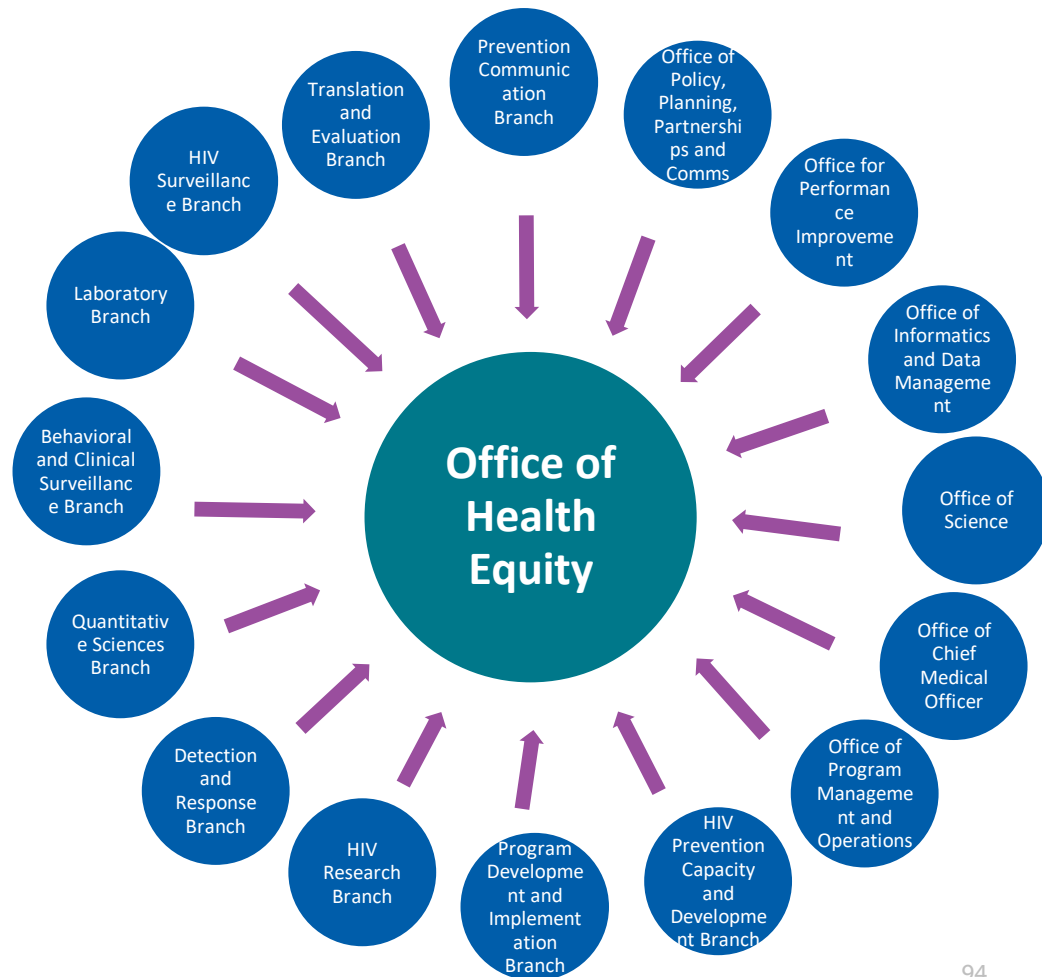 Prevention
Communic
ation
Branch
Office of
Policy,
Planning,
Partnershi
ps and
Comms
Office for
Performan
ce
Improveme
nt
Office of
Informatics
and Data
Manageme
nt
Office of
Science
Office of
Chief
Medical
Officer
Office of
Program
Manageme
nt and
Operations
HIV
Prevention
Capacity
and
Developme
nt Branch
Program
Developme
nt and
Implement
ation
Branch
HIV
Research
Branch
Detection
and
Response
Branch
Quantitativ
e Sciences
Branch
Behavioral
and Clinical
Surveillanc
e Branch
Laboratory
Branch
HIV
Surveillanc
e Branch
Translation
and
Evaluation
Branch
Office of
Health
Equity
94